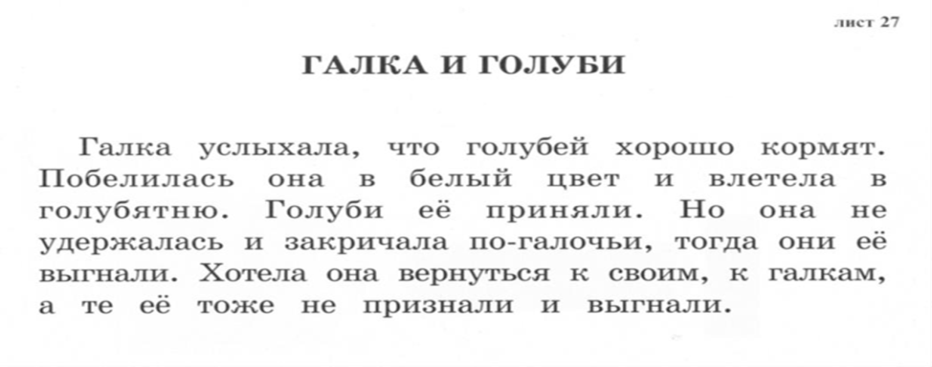 лист 27
ГАЛКА И ГОЛУБИ
Галка услыхала, что голубей хорошо кормят.
Побелилась она в белый цвет и влетела в
голубятню. Голуби её приняли. Но она не
удержалась и закричала по-галочьи, тогда они её
выгнали. Хотела она вернуться к своим, к галкам,
а те её тоже не признали и выгнали.